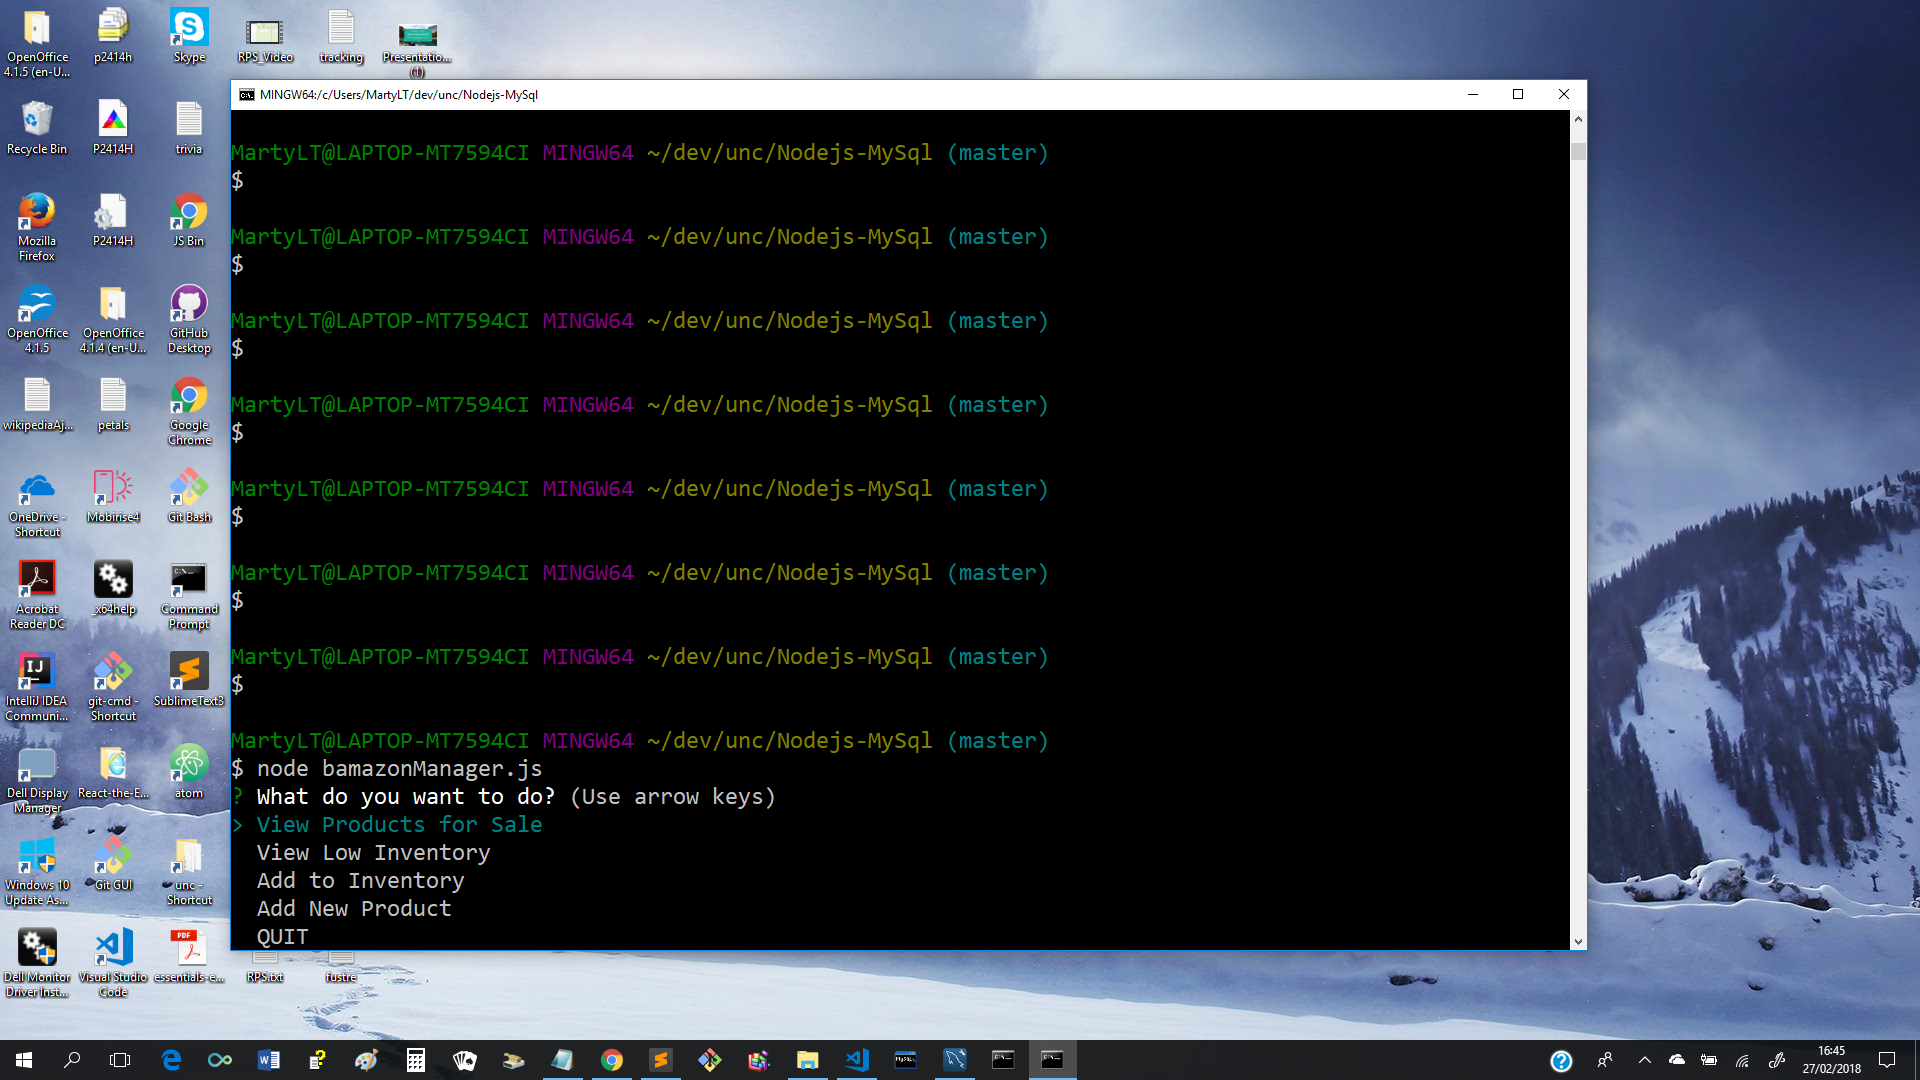 OpenOffice
4.1.5 (en-U...
p2414h
Skype
RPS_Video
tracking
Presentatio...
(1)
Recycle Bin
P2414H
trivia
Mozilla
Firefox
P2414H
JS Bin
OpenOffice
4.1.5
OpenOffice
4.1.4 (en-U...
GitHub
Desktop
wikipediaAj...
petals
Google
Chrome
OneDrive -
Shortcut
Mobirise4
Git Bash
Acrobat
Reader DC
_x64help
Command
Prompt
IntelliJ IDEA
Communi...
git-cmd -
Shortcut
SublimeText3
Dell Display
Manager
React-the-E...
atom
Windows 10
Update As...
Git GUI
unc -
Shortcut
Dell Monitor
Driver Inst...
Visual Studio
Code
essentials-e...
RPS.txt
fustre
MINGW64:/c/Users/MartyLT/dev/unc/Nodejs-MySql
MartyLT@LAPTOP-MT7594CI MINGW64 ~/dev/unc/Nodejs-MySql (master)
$
MartyLT@LAPTOP-MT7594CI MINGW64 ~/dev/unc/Nodejs-MySql (master)
$
MartyLT@LAPTOP-MT7594CI MINGW64 ~/dev/unc/Nodejs-MySql (master)
$
MartyLT@LAPTOP-MT7594CI MINGW64 ~/dev/unc/Nodejs-MySql (master)
$
MartyLT@LAPTOP-MT7594CI MINGW64 ~/dev/unc/Nodejs-MySql (master)
$
MartyLT@LAPTOP-MT7594CI MINGW64 ~/dev/unc/Nodejs-MySql (master)
$
MartyLT@LAPTOP-MT7594CI MINGW64 ~/dev/unc/Nodejs-MySql (master)
$
MartyLT@LAPTOP-MT7594CI MINGW64 ~/dev/unc/Nodejs-MySql (master)
$ node bamazonManager.js
? What do you want to do? (Use arrow keys)
> View Products for Sale
View Low Inventory
Add to Inventory
Add New Product
QUIT
16:45
27/02/2018